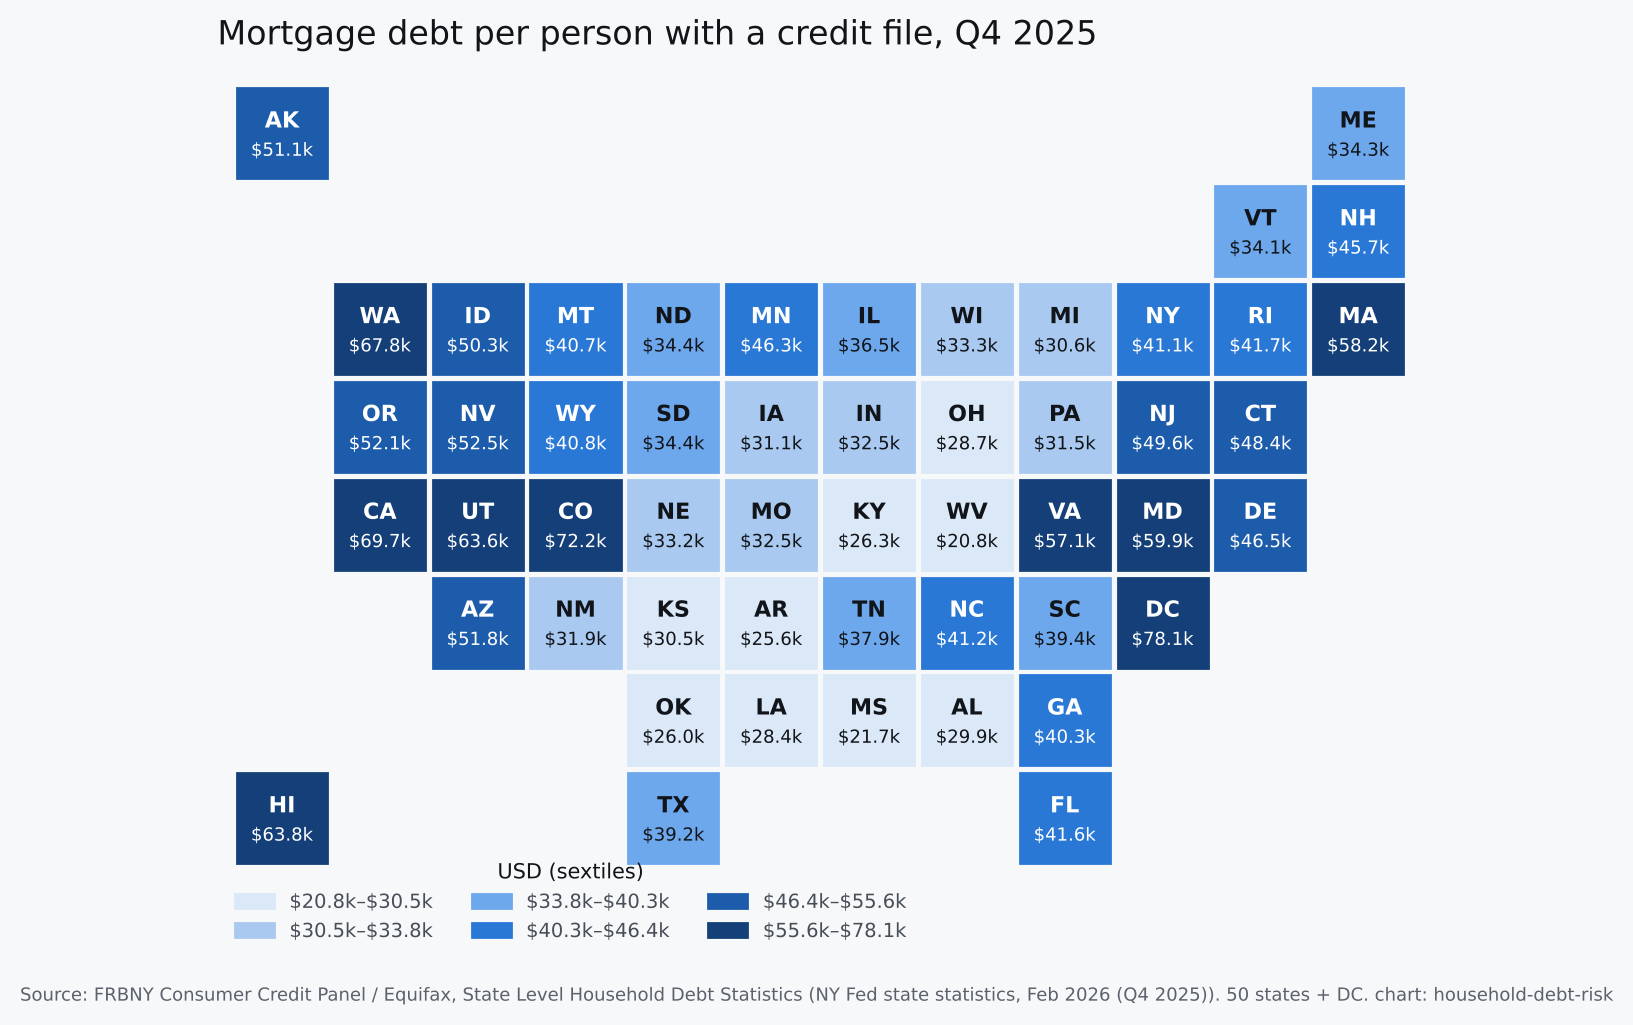 Mortgage debt per person with a credit file, Q4 2025
AK
$51.1k
ME
$34.3k
VT
$34.1k
NH
$45.7k
WA
$67.8k
ID
$50.3k
MT
$40.7k
ND
$34.4k
MN
$46.3k
IL
$36.5k
WI
$33.3k
MI
$30.6k
NY
$41.1k
RI
$41.7k
MA
$58.2k
OR
$52.1k
NV
$52.5k
WY
$40.8k
SD
$34.4k
IA
$31.1k
IN
$32.5k
OH
$28.7k
PA
$31.5k
NJ
$49.6k
CT
$48.4k
CA
$69.7k
UT
$63.6k
CO
$72.2k
NE
$33.2k
MO
$32.5k
KY
$26.3k
WV
$20.8k
VA
$57.1k
MD
$59.9k
DE
$46.5k
AZ
$51.8k
NM
$31.9k
KS
$30.5k
AR
$25.6k
TN
$37.9k
NC
$41.2k
SC
$39.4k
DC
$78.1k
OK
$26.0k
LA
$28.4k
MS
$21.7k
AL
$29.9k
GA
$40.3k
HI
$63.8k
TX
$39.2k
FL
$41.6k
USD (sextiles)
$20.8k–$30.5k
$30.5k–$33.8k
$33.8k–$40.3k
$40.3k–$46.4k
$46.4k–$55.6k
$55.6k–$78.1k
Source: FRBNY Consumer Credit Panel / Equifax, State Level Household Debt Statistics (NY Fed state statistics, Feb 2026 (Q4 2025)). 50 states + DC. chart: household-debt-risk